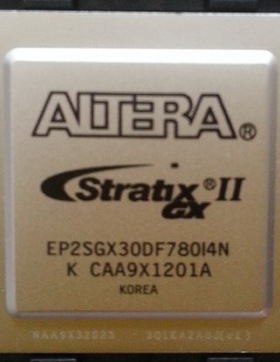 ALTERA®
Stratix® II
GX
EP2SGX30DF780I4N
K CAA9X1201A
KOREA